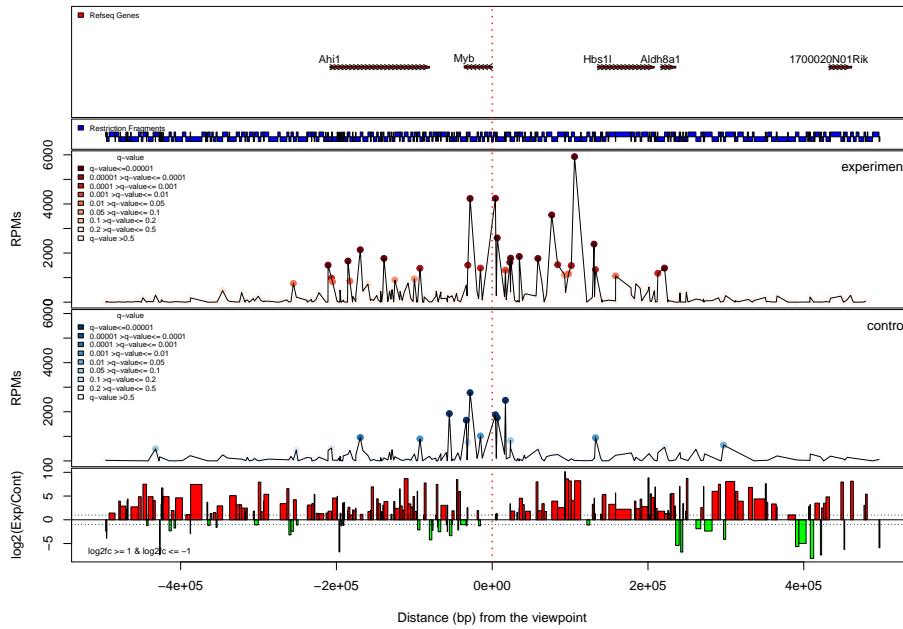 Refseq Genes
Ahi1
Myb
Hbs1l
Aldh8a1
1700020N01Rik
Restriction Fragments
experimen
RPMs
0 2000 4000 6000
q-value
q-value<=0.00001
0.00001 >q-value<= 0.0001
0.0001 >q-value<= 0.001
0.001 >q-value<= 0.01
0.01 >q-value<= 0.05
0.05 >q-value<= 0.1
0.1 >q-value<= 0.2
0.2 >q-value<= 0.5
q-value >0.5
contro
RPMs
0 2000 4000 6000
q-value
q-value<=0.00001
0.00001 >q-value<= 0.0001
0.0001 >q-value<= 0.001
0.001 >q-value<= 0.01
0.01 >q-value<= 0.05
0.05 >q-value<= 0.1
0.1 >q-value<= 0.2
0.2 >q-value<= 0.5
q-value >0.5
log2(Exp/Cont)
−5 0 5 10
log2fc >= 1 & log2fc <= −1
−4e+05 −2e+05 0e+00 2e+05 4e+05
Distance (bp) from the viewpoint